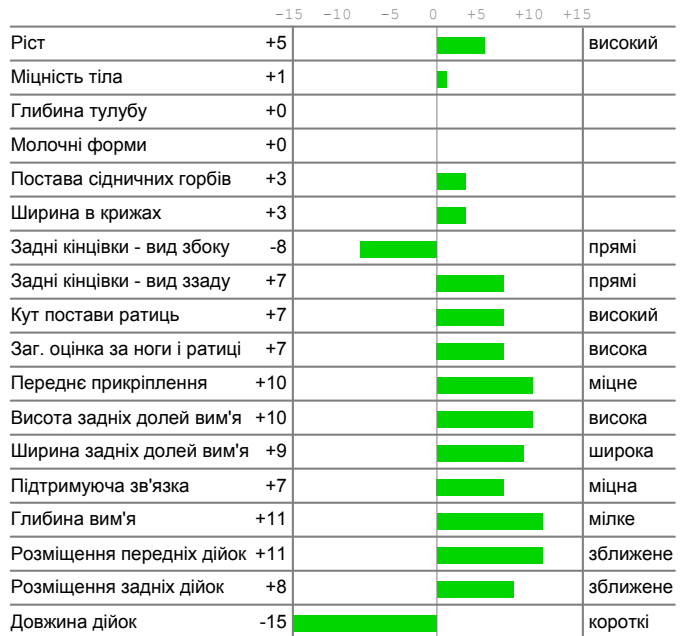 -15 -10 -5 0 +5 +10 +15
Ріст +5 високий
Міцність тіла +1
Глибина тулубу +0
Молочні форми +0
Постава сідничних горбів +3
Ширина в крижах +3
Задні кінцівки - вид збоку -8 прямі
Задні кінцівки - вид ззаду +7 прямі
Кут постави ратиць +7 високий
Заг. оцінка за ноги і ратиці +7 висока
Переднє прикріплення +10 міцне
Висота задніх долей вим'я +10 висока
Ширина задніх долей вим'я +9 широка
Підтримуюча зв'язка +7 міцна
Глибина вим'я +11 мілке
Розміщення передніх дійок +11 зближене
Розміщення задніх дійок +8 зближене
Довжина дійок -15 короткі